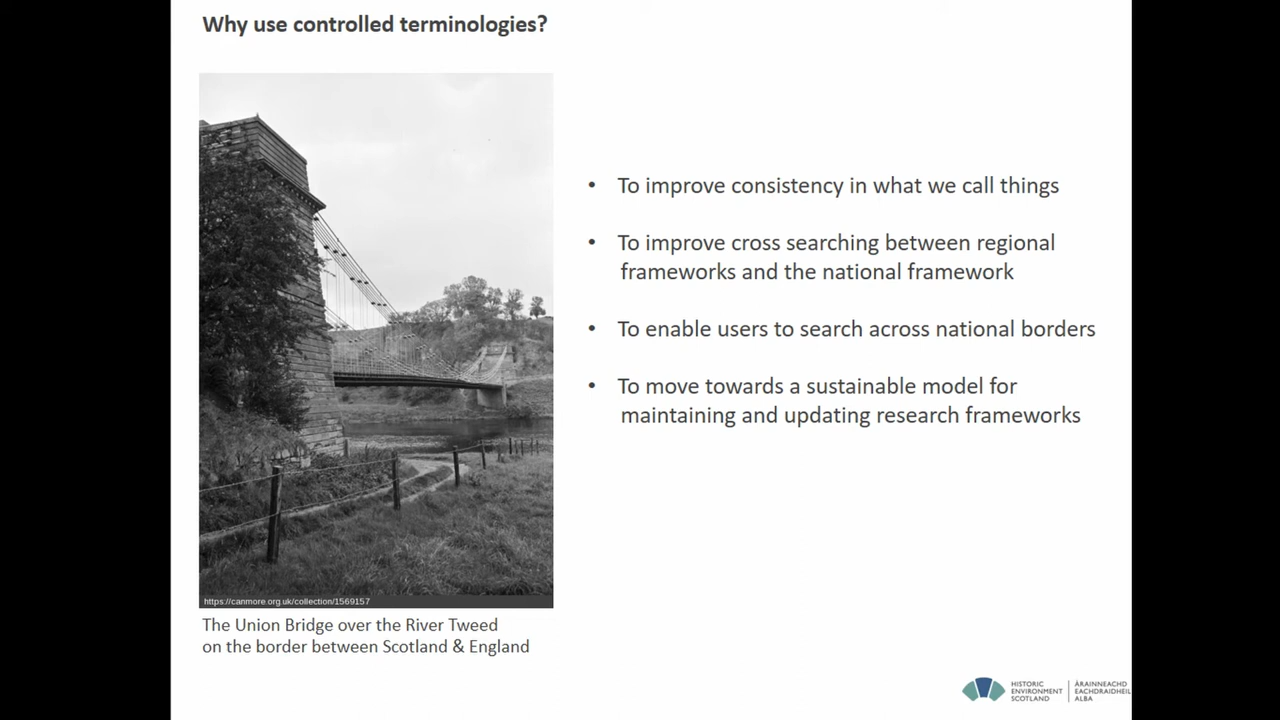 Why use controlled terminologies?
• To improve consistency in what we call things
• To improve cross searching between regional
frameworks and the national framework
• To enable users to search across national borders
• To move towards a sustainable model for
maintaining and updating research frameworks
https://canmore.org.uk/collection/1569157
The Union Bridge over the River Tweed
on the border between Scotland & England
HISTORIC
ENVIRONMENT
SCOTLAND
ÀRAINNEACHD
EACHDRAIDHEIL
ALBA